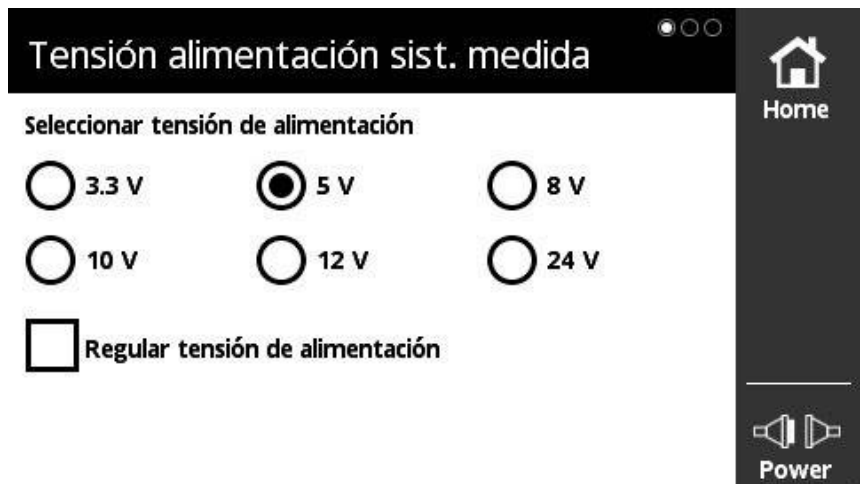 Tensión alimentación sist. medida
Home
Seleccionar tensión de alimentación
3.3 V
5 V
8 V
10 V
12 V
24 V
Regular tensión de alimentación
Power